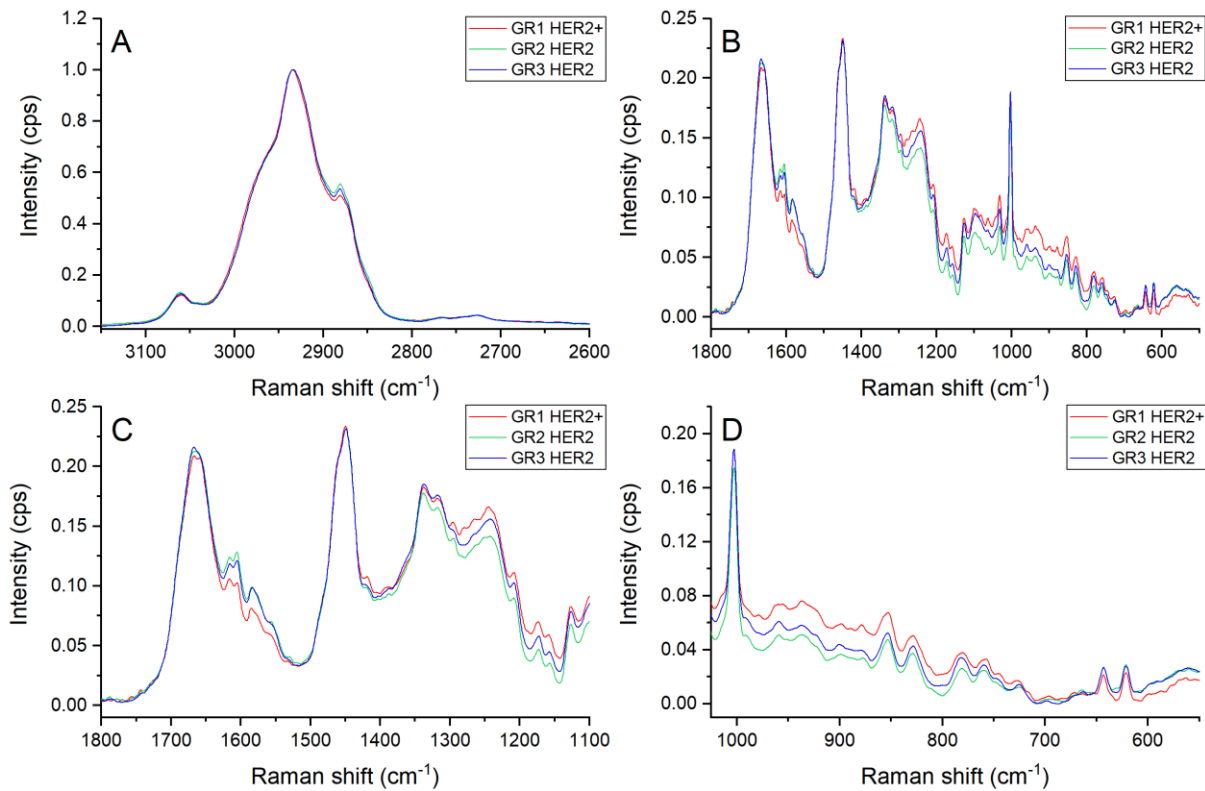 A
GR1 HER2+
GR2 HER2
GR3 HER2
Intensity (cps)
1.2
1.0
0.8
0.6
0.4
0.2
0.0
3100 3000 2900 2800 2700 2600
Raman shift (cm⁻¹)
B
GR1 HER2+
GR2 HER2
GR3 HER2
Intensity (cps)
0.25
0.20
0.15
0.10
0.05
0.00
1800 1600 1400 1200 1000 800 600
Raman shift (cm⁻¹)
C
GR1 HER2+
GR2 HER2
GR3 HER2
Intensity (cps)
0.25
0.20
0.15
0.10
0.05
0.00
1800 1700 1600 1500 1400 1300 1200 1100
Raman shift (cm⁻¹)
D
GR1 HER2+
GR2 HER2
GR3 HER2
Intensity (cps)
0.20
0.16
0.12
0.08
0.04
0.00
1000 900 800 700 600
Raman shift (cm⁻¹)